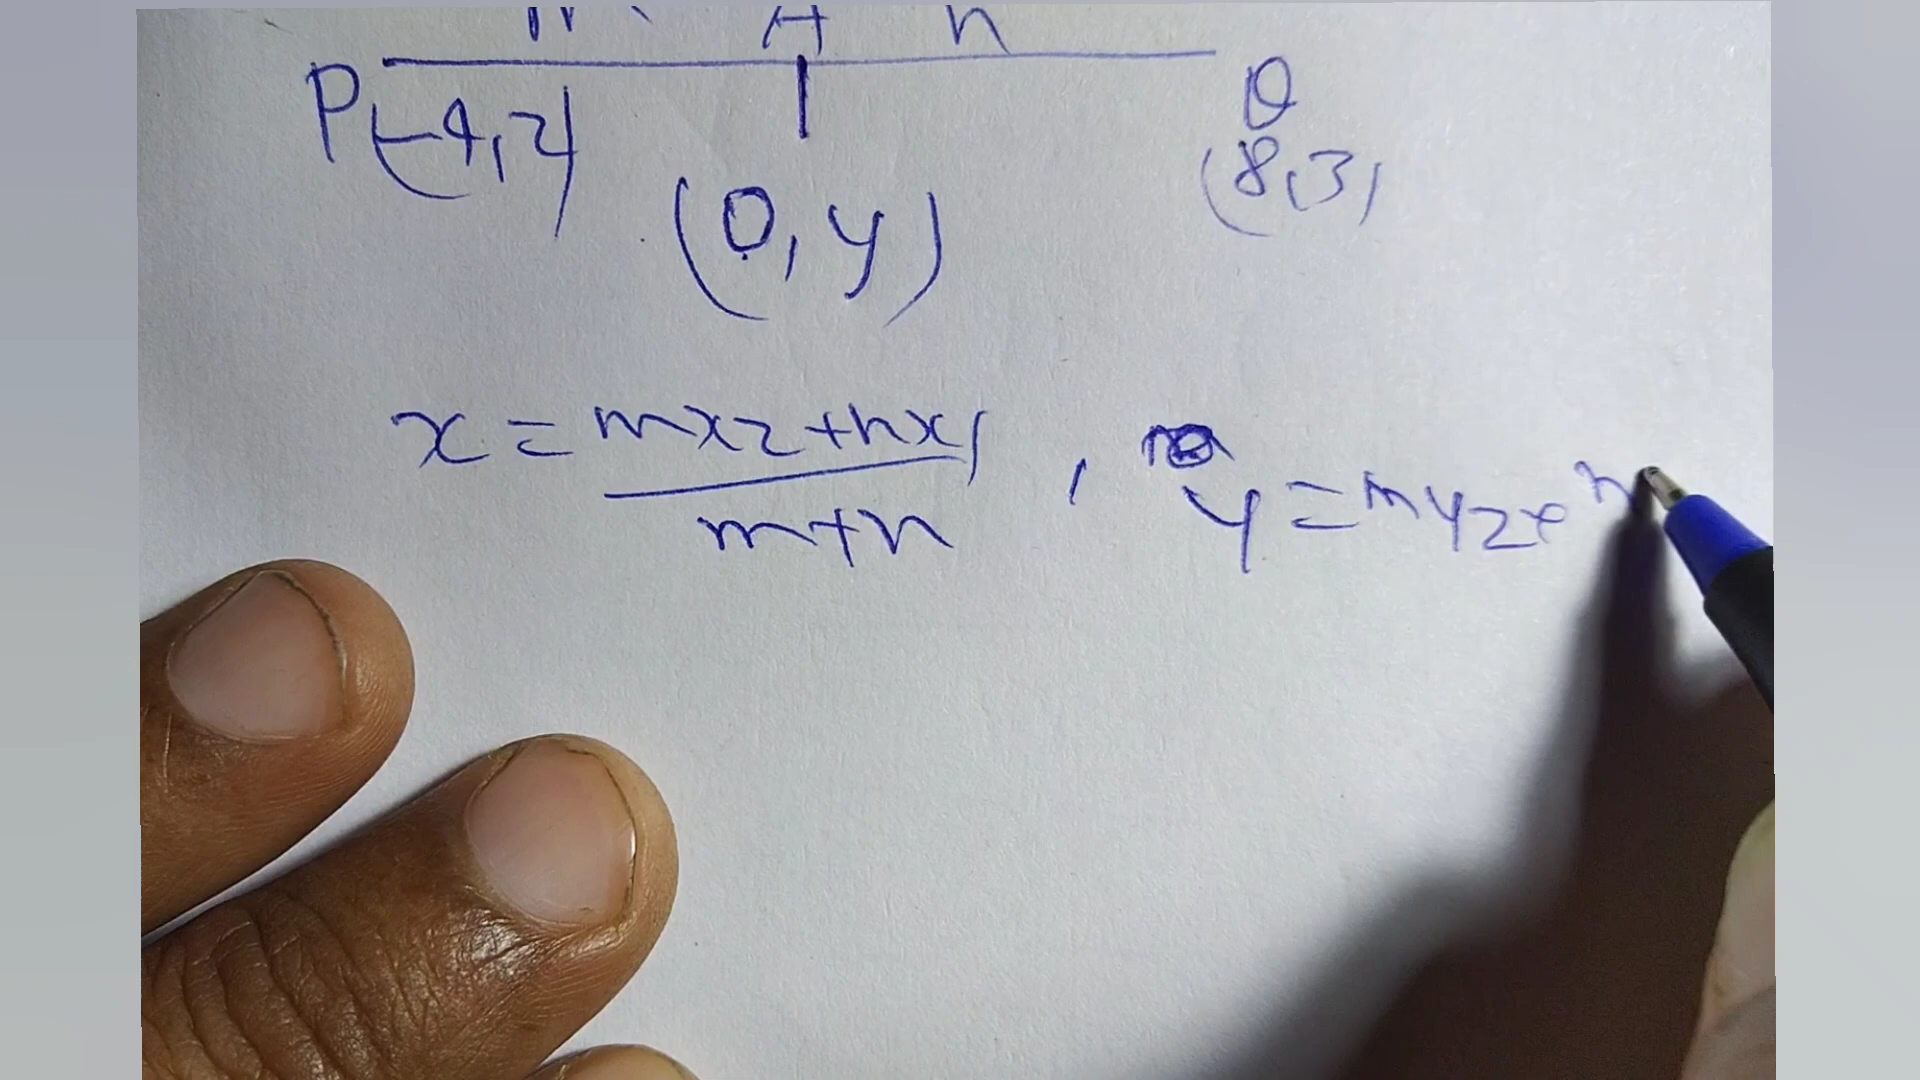 m A n
P(-4,2) Q
(0,y) (8,3)
x = mx2+nx1 , y = my2+n
m+n